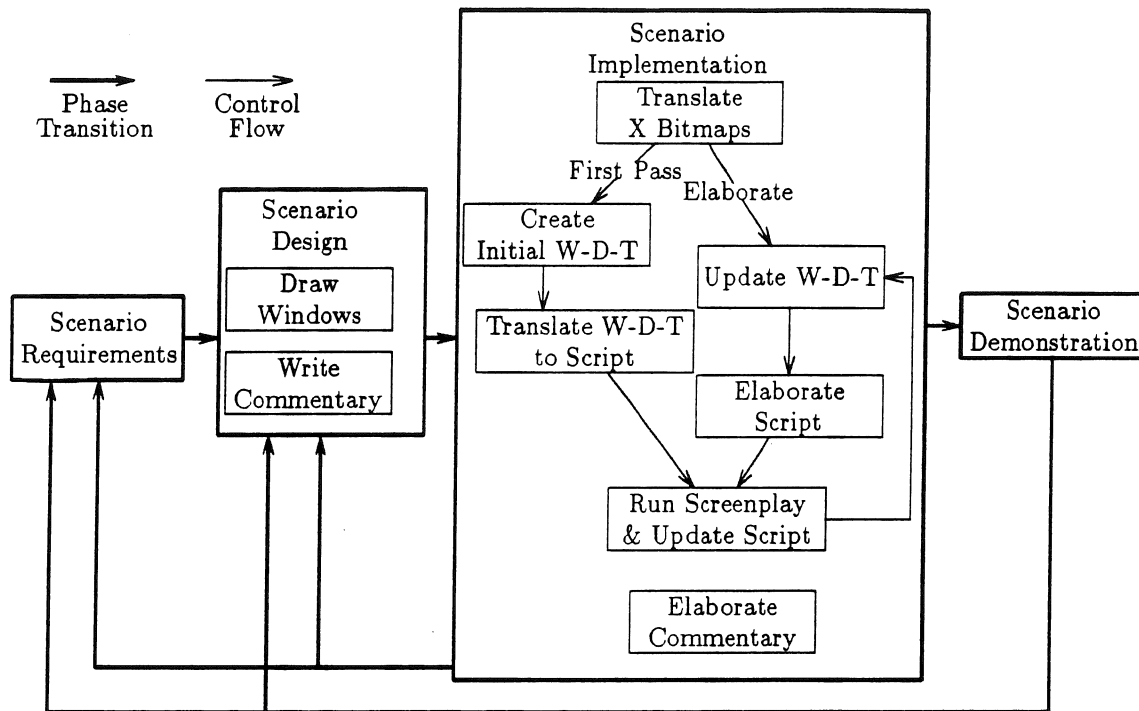 Phase
Transition
Control
Flow
Scenario
Requirements
Scenario
Design
Draw
Windows
Write
Commentary
Scenario
Implementation
Translate
X Bitmaps
First Pass
Elaborate
Create
Initial W-D-T
Update W-D-T
Translate W-D-T
to Script
Elaborate
Script
Run Screenplay
& Update Script
Elaborate
Commentary
Scenario
Demonstration